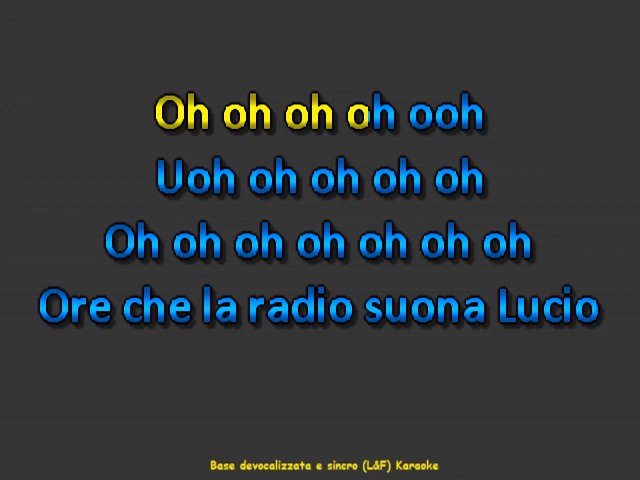 Oh oh oh oh ooh
Uoh oh oh oh oh
Oh oh oh oh oh oh oh
Ore che la radio suona Lucio
Base devocalizzata e sincro (L&F) Karaoke